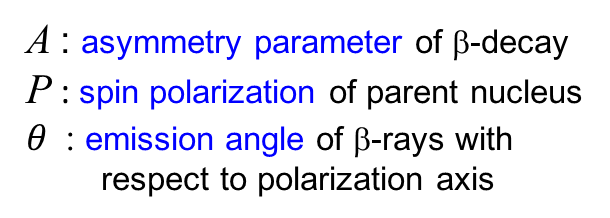 A : asymmetry parameter of β-decay
P : spin polarization of parent nucleus
θ : emission angle of β-rays with
respect to polarization axis